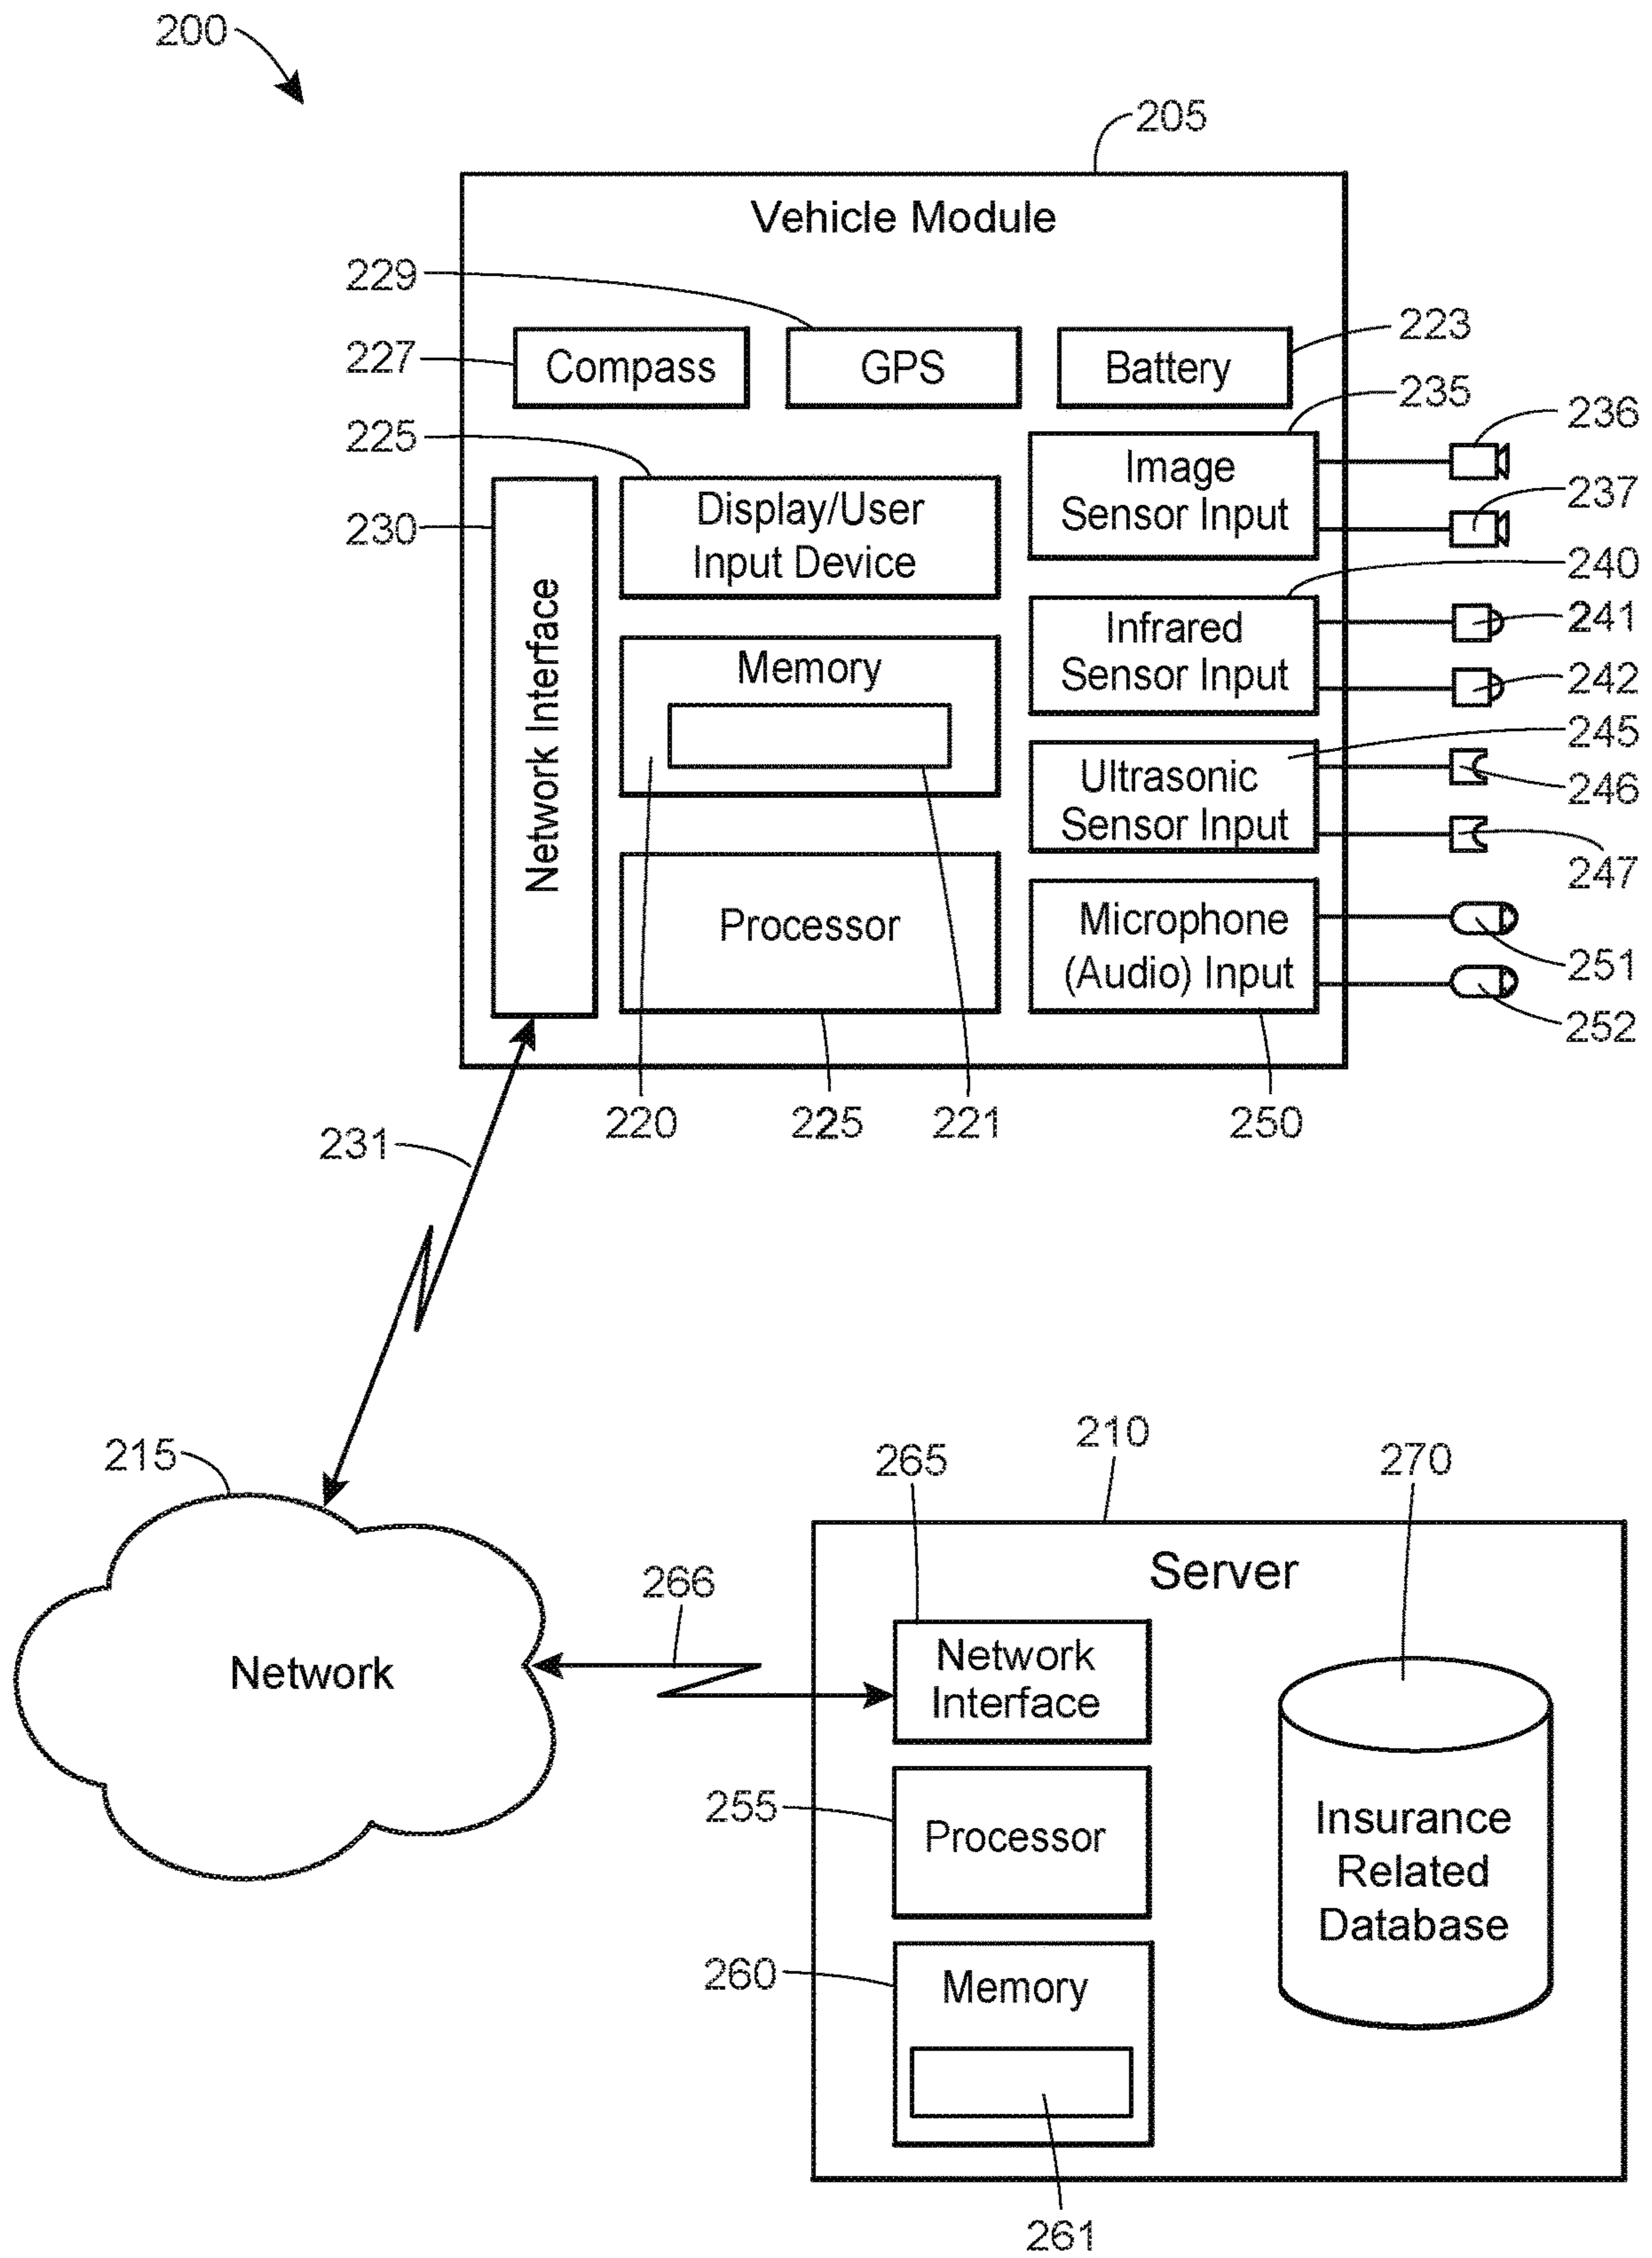 200
205
Vehicle Module
229
227
Compass
GPS
Battery
223
235
225
230
Network Interface
Display/User
Input Device
Image
Sensor Input
236
237
240
Memory
Infrared
Sensor Input
241
242
245
Ultrasonic
Sensor Input
246
247
Processor
Microphone
(Audio) Input
251
252
220
225
221
250
231
215
Network
266
210
265
270
Server
Network
Interface
255
Processor
Insurance
Related
Database
260
Memory
261